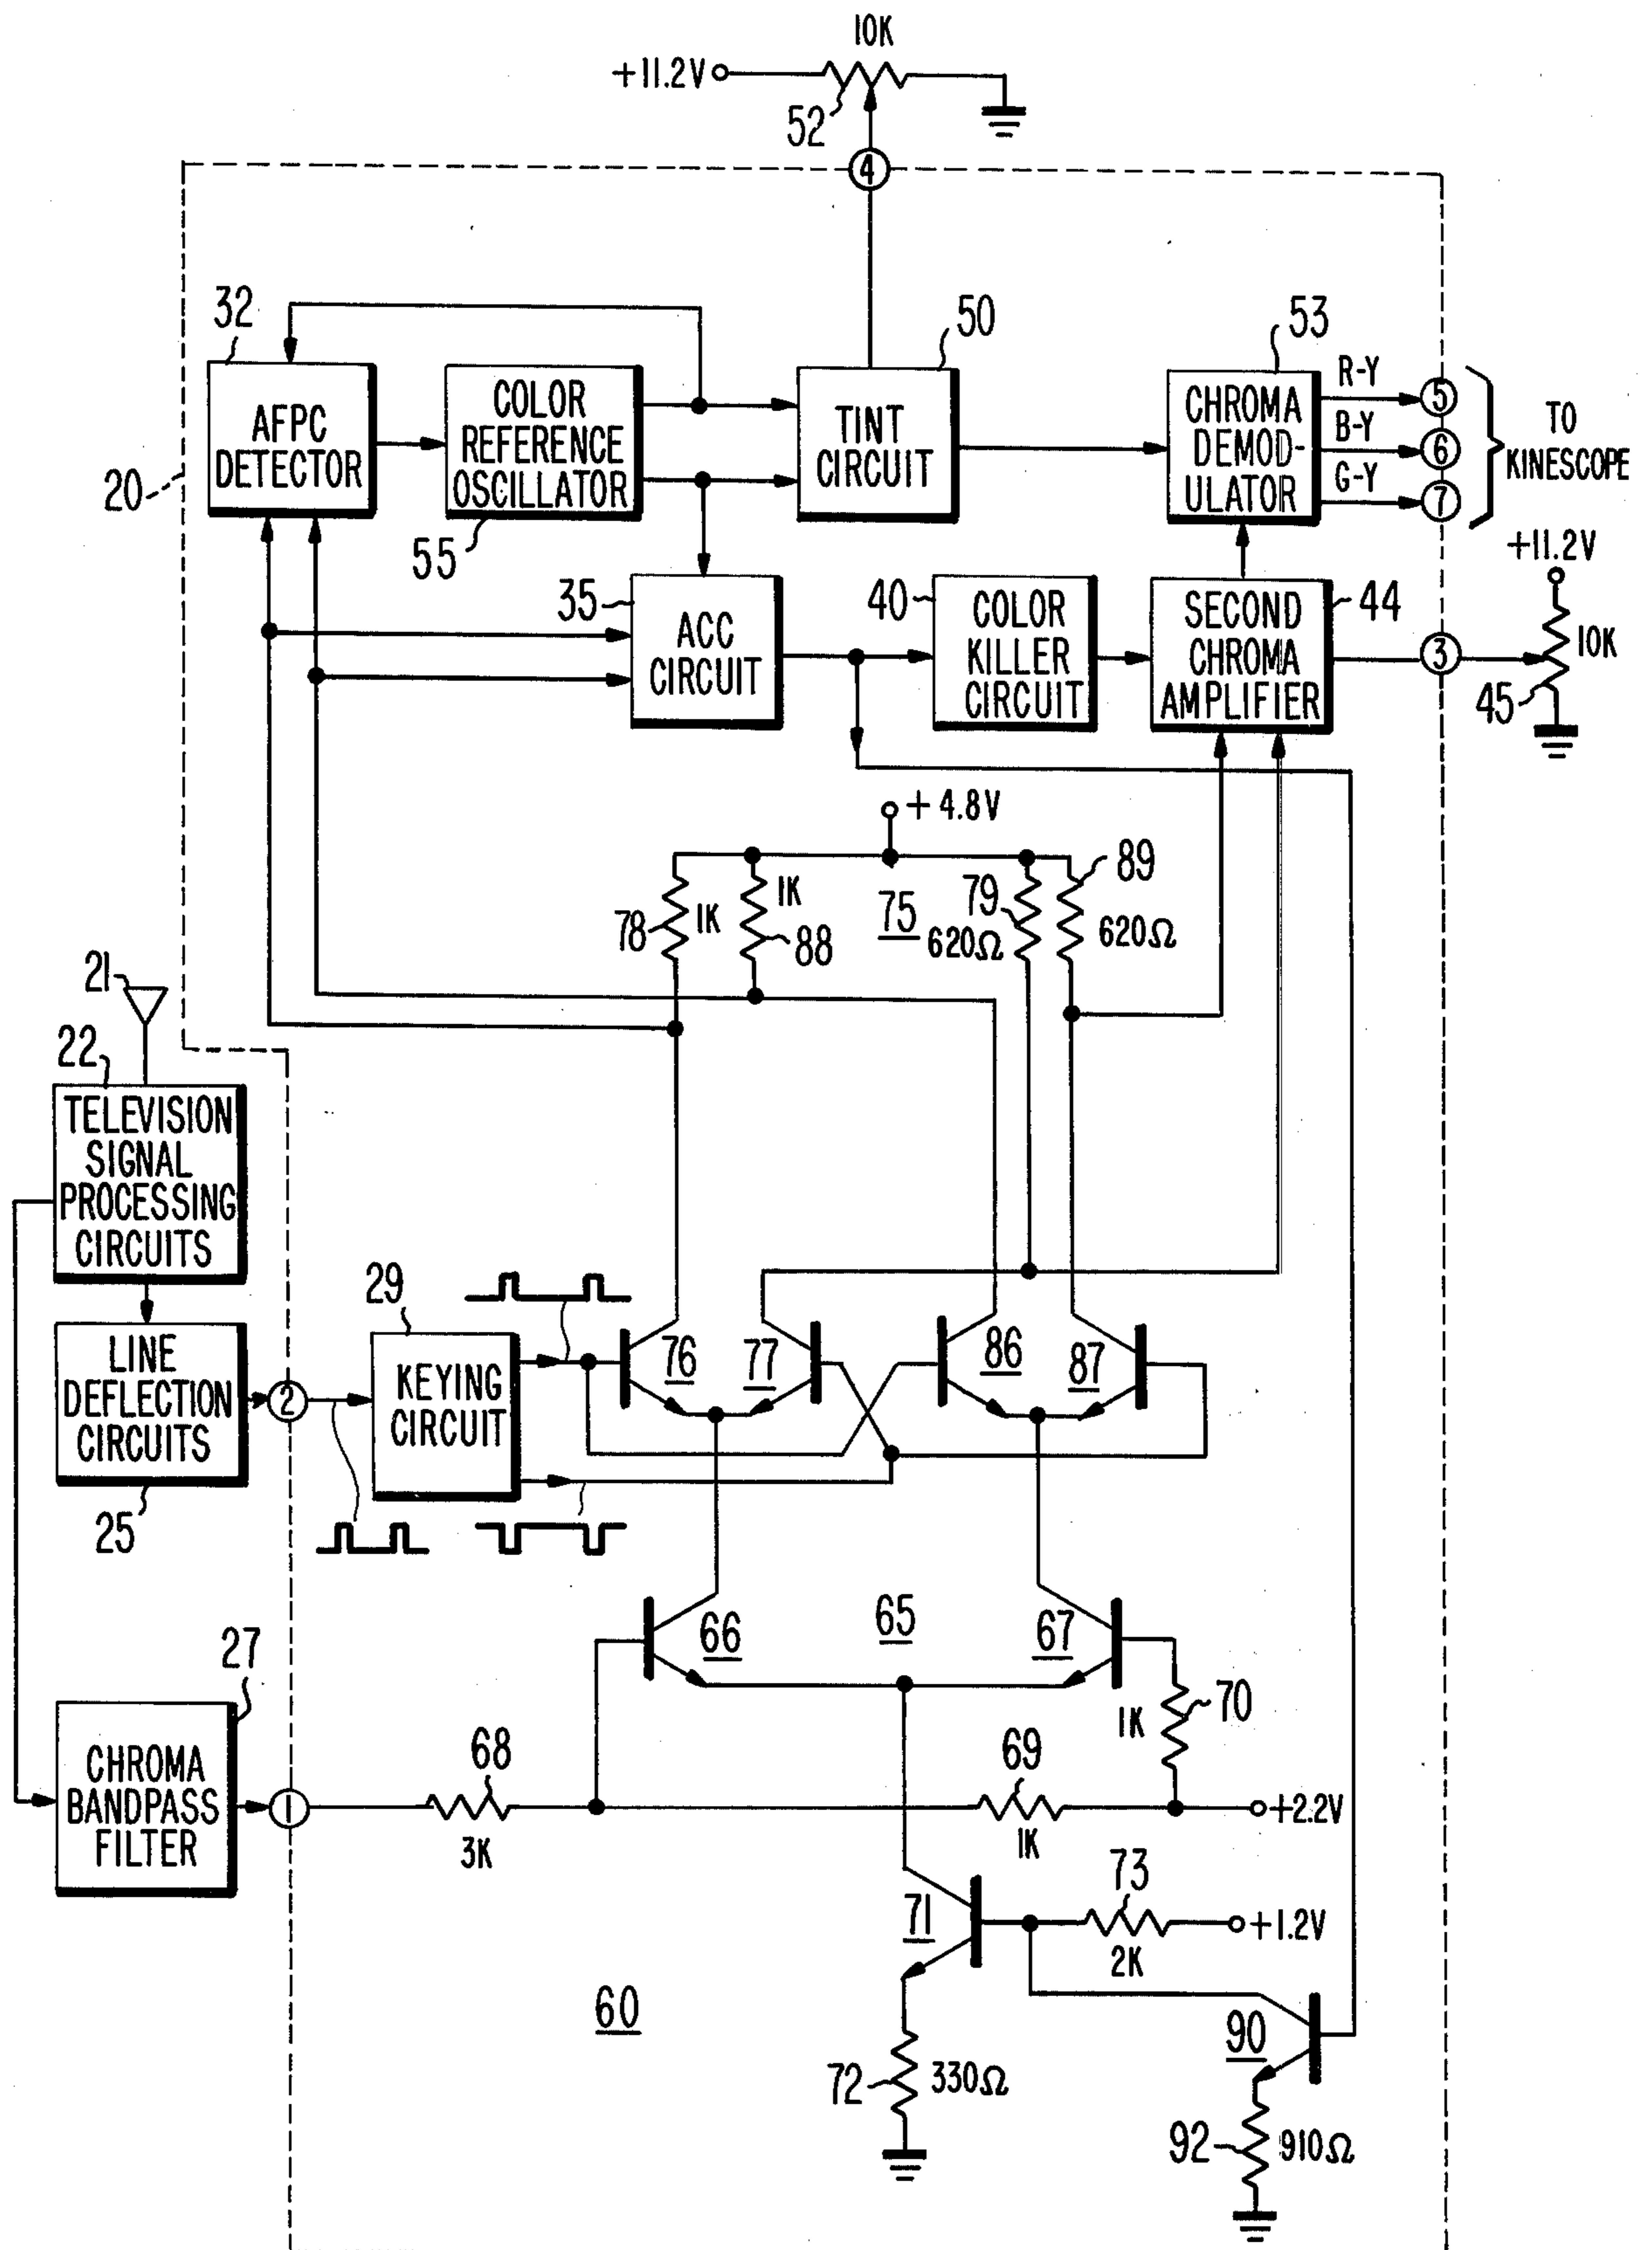 10K
+11.2V
52
4
32
50
53
AFPC
DETECTOR
COLOR
REFERENCE
OSCILLATOR
TINT
CIRCUIT
CHROMA
DEMOD-
ULATOR
R-Y
B-Y
G-Y
5
6
7
TO
KINESCOPE
20
55
+11.2V
35
ACC
CIRCUIT
40
COLOR
KILLER
CIRCUIT
SECOND
CHROMA
AMPLIFIER
44
3
10K
45
+4.8V
78
1K
1K
88
75
79
620Ω
89
620Ω
21
22
TELEVISION
SIGNAL
PROCESSING
CIRCUITS
29
LINE
DEFLECTION
CIRCUITS
2
KEYING
CIRCUIT
76
77
86
87
25
66
65
67
27
70
1K
CHROMA
BANDPASS
FILTER
1
68
3K
69
1K
+2.2V
73
71
+1.2V
2K
60
90
72
330Ω
92
910Ω